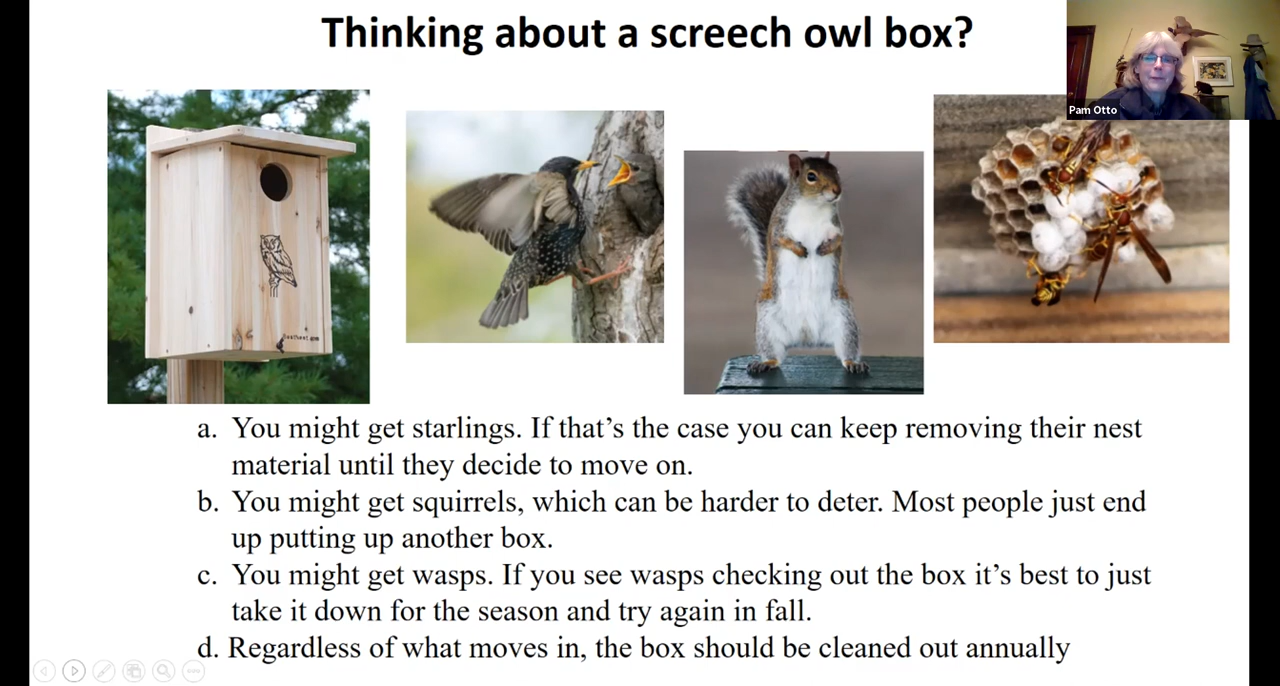 Thinking about a screech owl box?
Pam Otto
a. You might get starlings. If that’s the case you can keep removing their nest
material until they decide to move on.
b. You might get squirrels, which can be harder to deter. Most people just end
up putting up another box.
c. You might get wasps. If you see wasps checking out the box it’s best to just
take it down for the season and try again in fall.
d. Regardless of what moves in, the box should be cleaned out annually